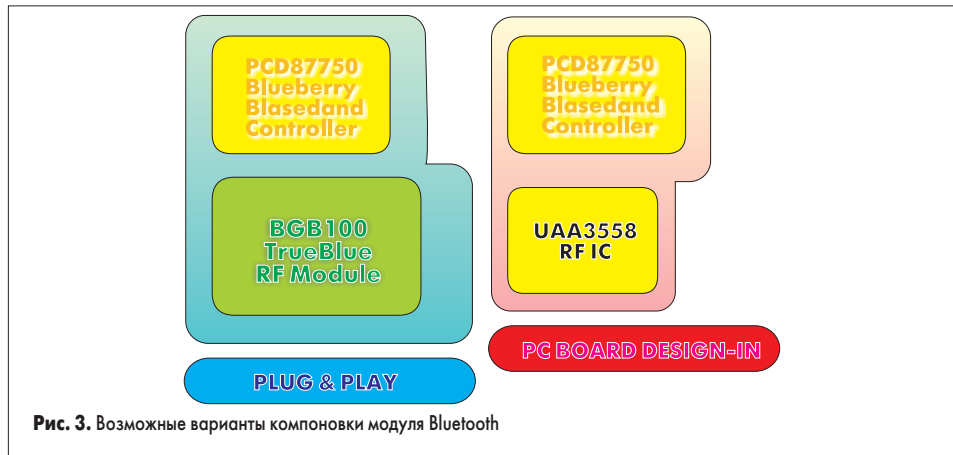 PCD87750
Blueberry
Blasedand
Controller
BGB100
TrueBlue
RF Module
PLUG & PLAY
PCD87750
Blueberry
Blasedand
Controller
UAA3558
RF IC
PC BOARD DESIGN-IN
Рис. 3. Возможные варианты компоновки модуля Bluetooth